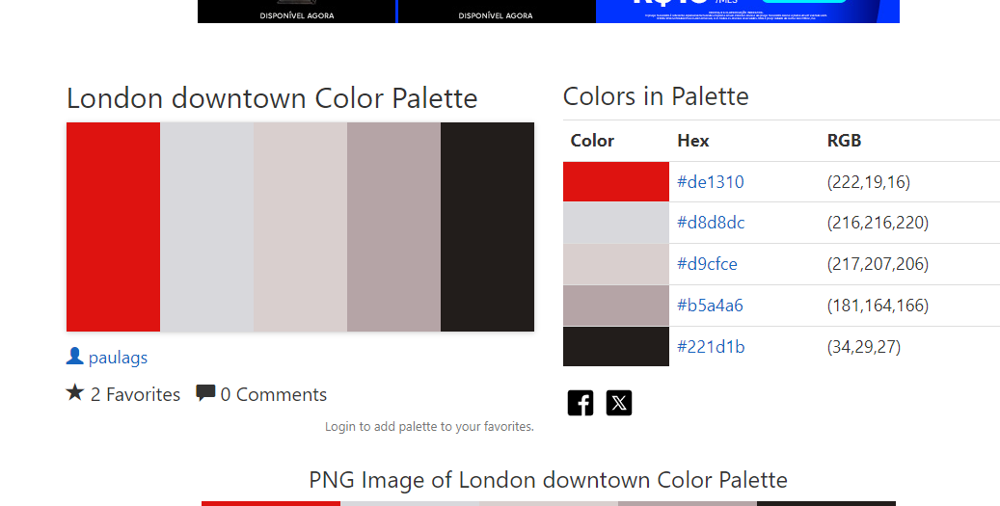 DISPONÍVEL AGORA
DISPONÍVEL AGORA
/MÊS
London downtown Color Palette
paulags
2 Favorites
0 Comments
Login to add palette to your favorites.
Colors in Palette
Color Hex RGB
#de1310 (222,19,16)
#d8d8dc (216,216,220)
#d9cfce (217,207,206)
#b5a4a6 (181,164,166)
#221d1b (34,29,27)
PNG Image of London downtown Color Palette